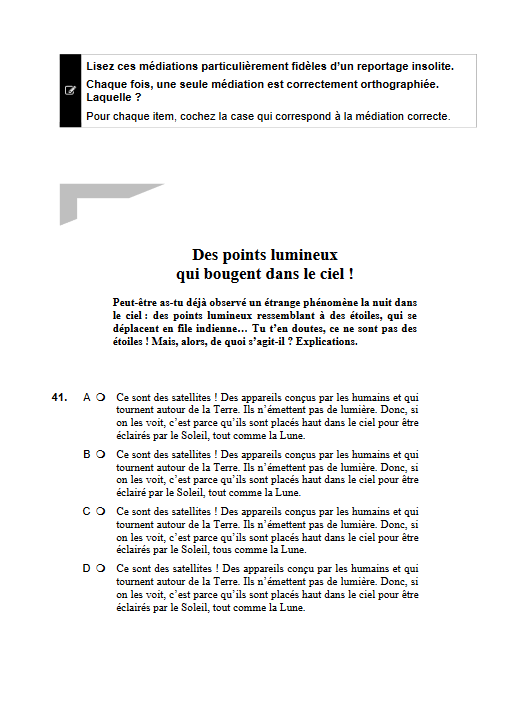 Lisez ces médiations particulièrement fidèles d'un reportage insolite.
Chaque fois, une seule médiation est correctement orthographiée.
Laquelle ?
Pour chaque item, cochez la case qui correspond à la médiation correcte.
Des points lumineux
qui bougent dans le ciel !
Peut-être as-tu déjà observé un étrange phénomène la nuit dans
le ciel : des points lumineux ressemblant à des étoiles, qui se
déplacent en file indienne… Tu t'en doutes, ce ne sont pas des
étoiles ! Mais, alors, de quoi s'agit-il ? Explications.
41. A Ce sont des satellites ! Des appareils conçus par les humains et qui
tournent autour de la Terre. Ils n'émettent pas de lumière. Donc, si
on les voit, c'est parce qu'ils sont placés haut dans le ciel pour être
éclairés par le Soleil, tout comme la Lune.
B Ce sont des satellites ! Des appareils conçus par les humains et qui
tournent autour de la Terre. Ils n'émettent pas de lumière. Donc, si
on les voit, c'est parce qu'ils sont placés haut dans le ciel pour être
éclairé par le Soleil, tout comme la Lune.
C Ce sont des satellites ! Des appareils conçus par les humains et qui
tournent autour de la Terre. Ils n'émettent pas de lumière. Donc, si
on les voit, c'est parce qu'ils sont placés haut dans le ciel pour être
éclairés par le Soleil, tous comme la Lune.
D Ce sont des satellites ! Des appareils conçu par les humains et qui
tournent autour de la Terre. Ils n'émettent pas de lumière. Donc, si
on les voit, c'est parce qu'ils sont placés haut dans le ciel pour être
éclairés par le Soleil, tout comme la Lune.